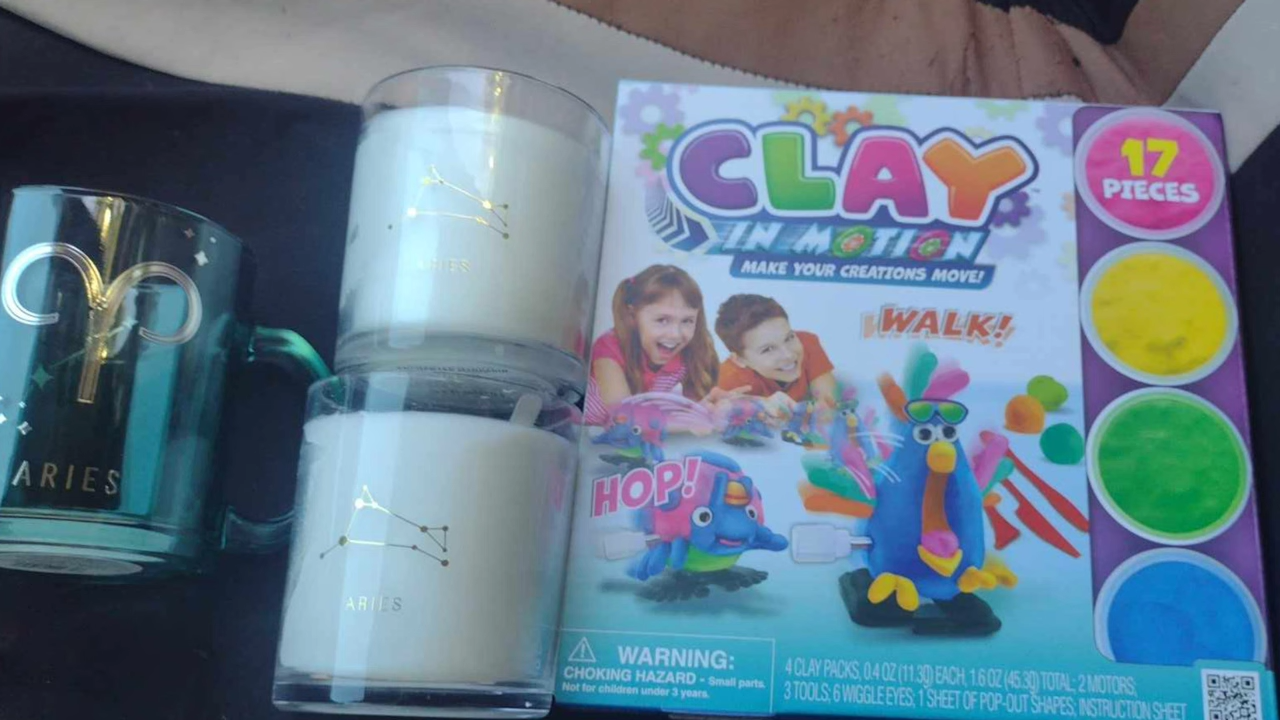 ARIES
ARIES
ARIES
CLAY
IN MOTION
MAKE YOUR CREATIONS MOVE!
17
PIECES
WALK!
HOP!
WARNING:
CHOKING HAZARD - Small parts.
Not for children under 3 years.
4 CLAY PACKS, 0.4 OZ (11.3G) EACH, 1.6 OZ (45.3G) TOTAL; 2 MOTORS;
3 TOOLS; 6 WIGGLE EYES; 1 SHEET OF POP-OUT SHAPES; INSTRUCTION SHEET